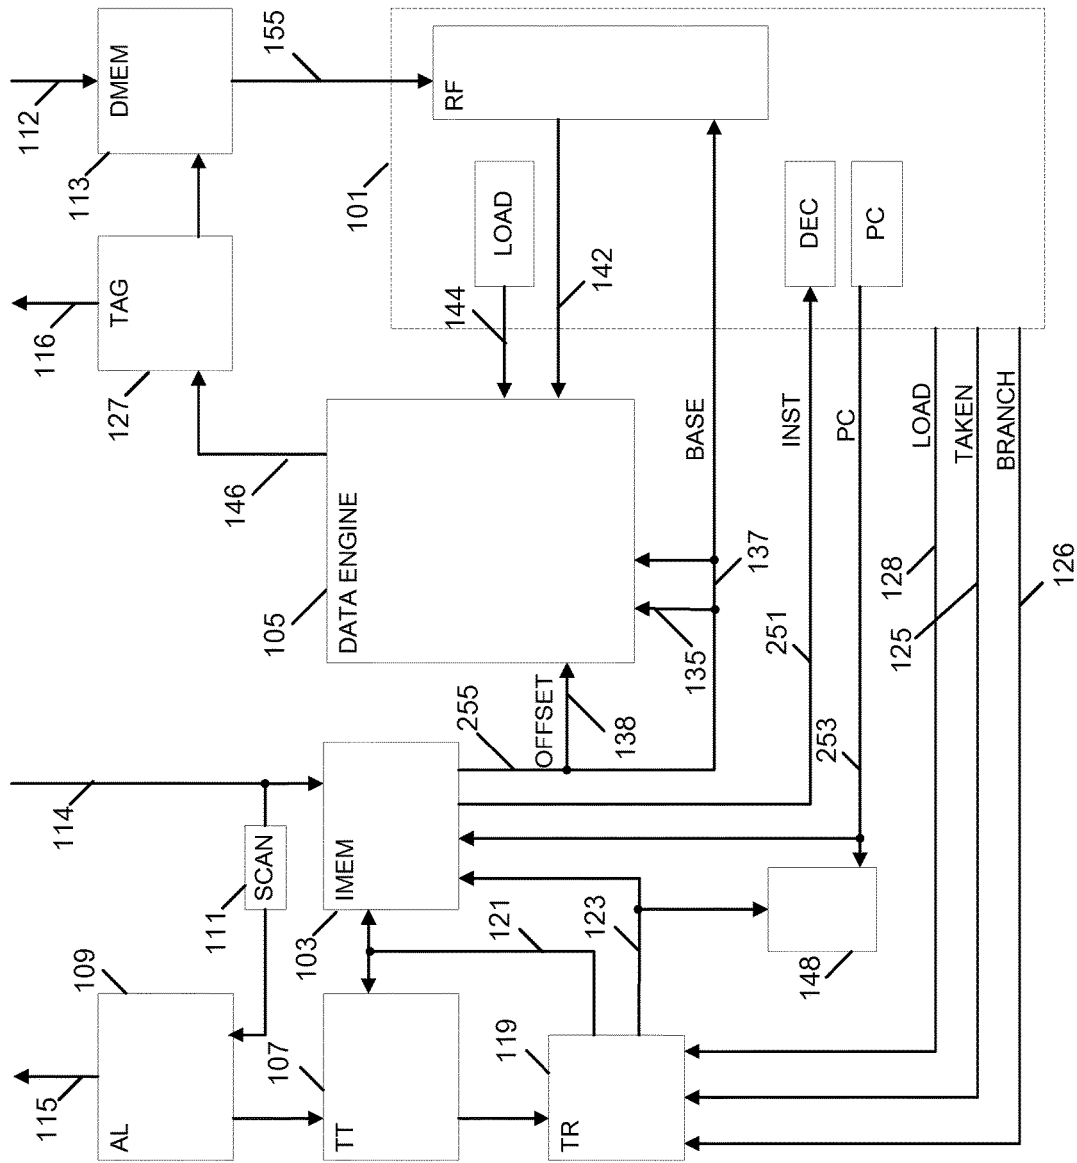 115
114
116
112
109
113
AL
127
TAG
DMEM
111
146
155
SCAN
107
103
105
101
TT
IMEM
DATA ENGINE
RF
144
LOAD
119
121
255
OFFSET
142
TR
123
138
135
BASE
137
251
INST
DEC
148
253
PC
PC
128
LOAD
125
TAKEN
BRANCH
126